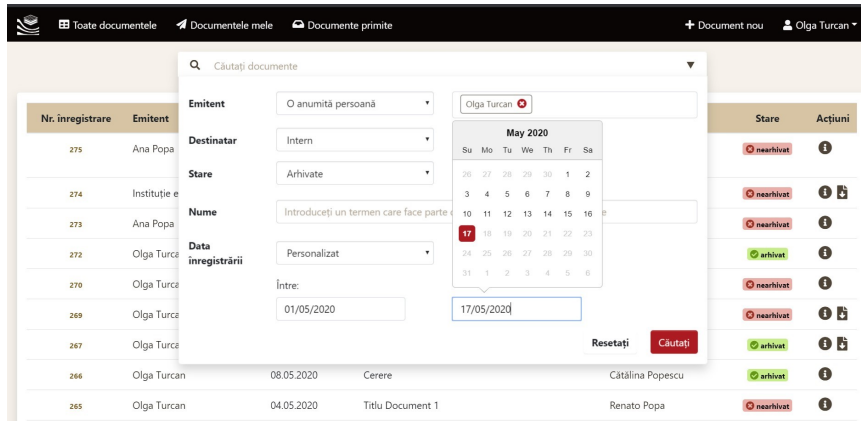 Toate documentele Documentele mele Documente primite Document nou Olga Turcan
Căutați documente
Nr. înregistrare Emitent Stare Acțiuni
Emitent O anumită persoană Olga Turcan
May 2020
Su Mo Tu We Th Fr Sa
26 27 28 29 30 1 2
3 4 5 6 7 8 9
10 11 12 13 14 15 16
17 18 19 20 21 22 23
24 25 26 27 28 29 30
31 1 2 3 4 5 6
Destinatar Intern
Stare Arhivate
Nume Introduceți un termen care face parte
Data
înregistrării Personalizat
Între:
01/05/2020 17/05/2020
Resetați Căutați
275 Ana Popa nearhivat
274 Instituție nearhivat
273 Ana Popa nearhivat
272 Olga Turca arhivat
270 Olga Turca nearhivat
269 Olga Turca nearhivat
267 Olga Turca arhivat
266 Olga Turcan 08.05.2020 Cerere Cătălina Popescu arhivat
265 Olga Turcan 04.05.2020 Titlu Document 1 Renato Popa nearhivat